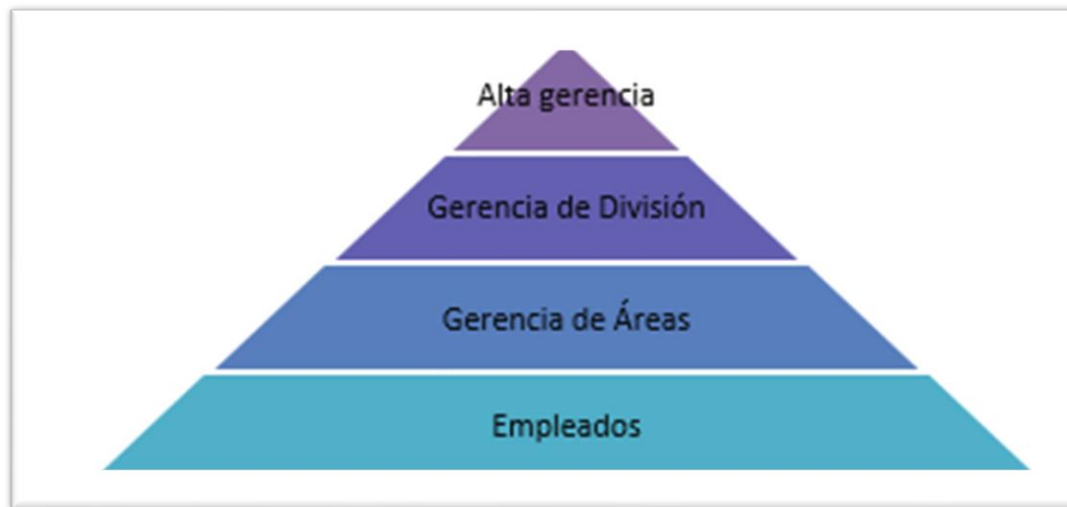 Alta gerencia
Gerencia de División
Gerencia de Áreas
Empleados